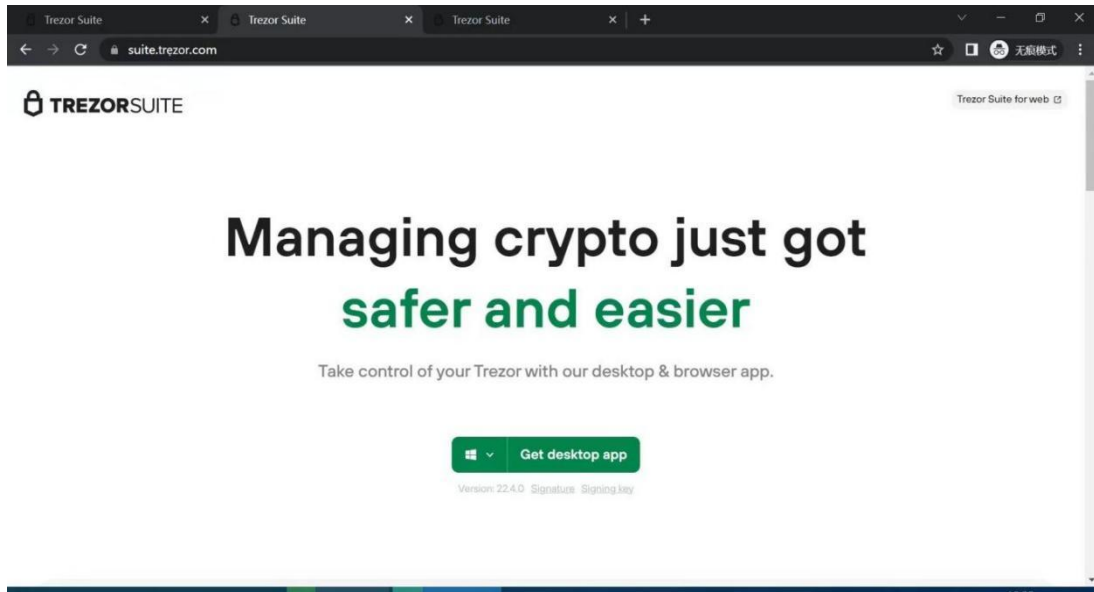 Trezor Suite
Trezor Suite
Trezor Suite
suite.trẹzor.com
无痕模式
TREZORSUITE
Trezor Suite for web
Managing crypto just got
safer and easier
Take control of your Trezor with our desktop & browser app.
Get desktop app
Version: 22.4.0 Signature Signing key